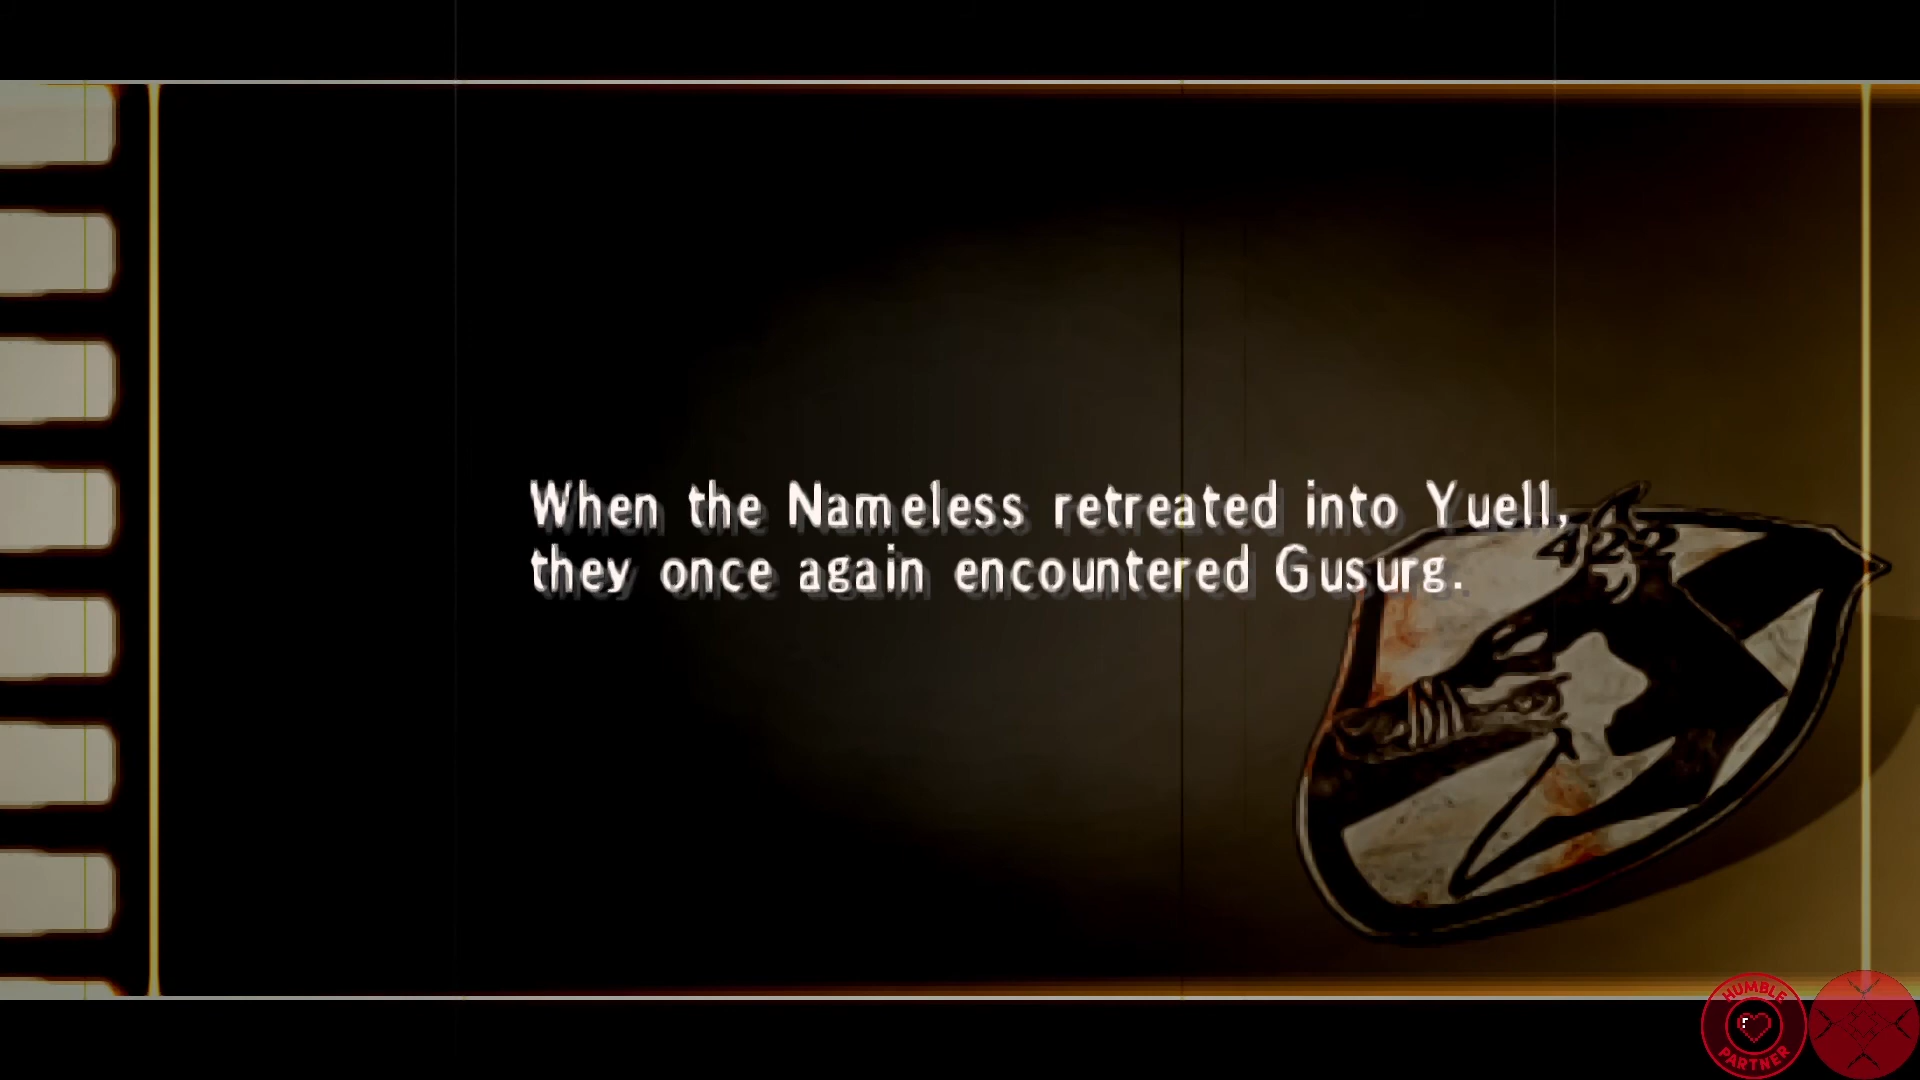 When the Nameless retreated into Yuell,
they once again encountered Gusurg.
422
HUMBLE
PARTNER